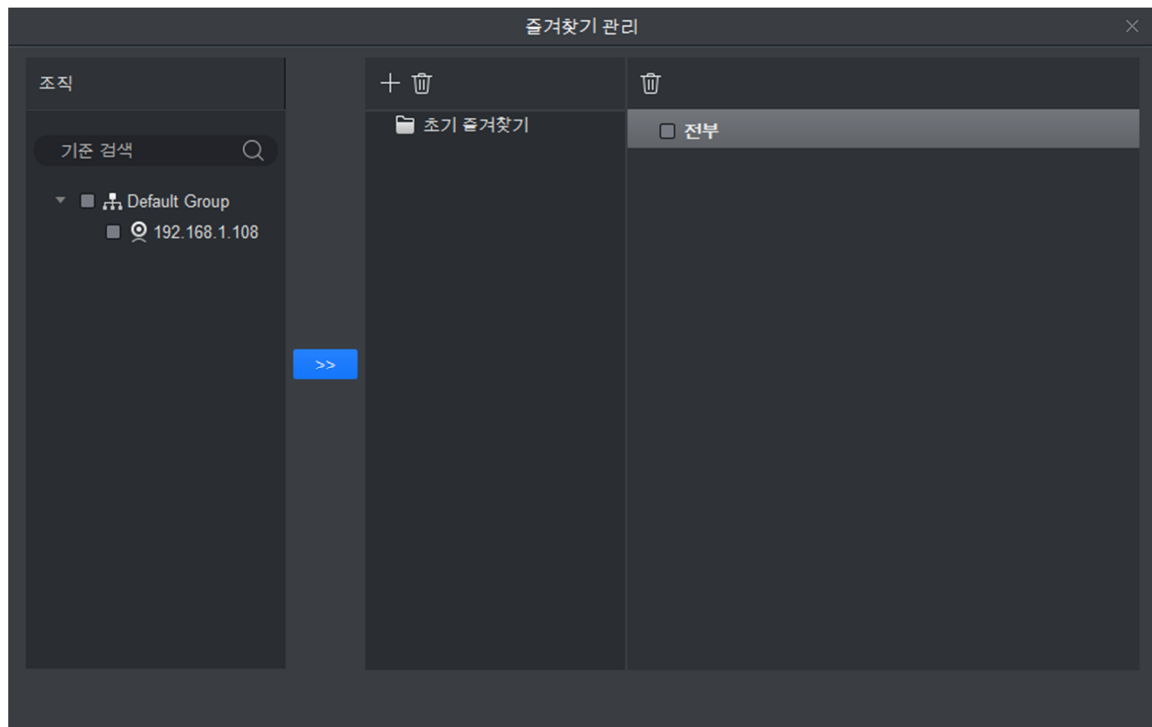 즐겨찾기 관리
조직
기준 검색
Default Group
192.168.1.108
>>
초기 즐겨찾기
전부